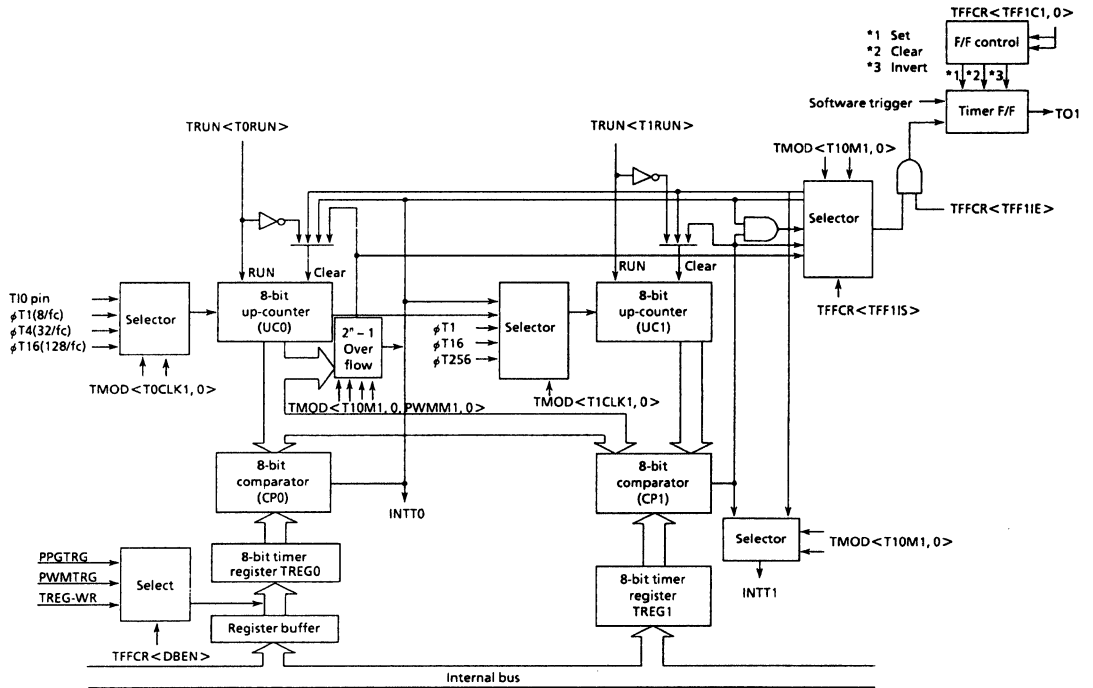 TFFCR<TFF1C1, 0>
*1 Set
*2 Clear
*3 Invert
F/F control
*1 *2 *3
Software trigger
Timer F/F
TO1
TRUN<T0RUN>
TRUN<T1RUN>
TMOD<T10M1, 0>
Selector
TFFCR<TFF1IE>
RUN
Clear
RUN
Clear
TFFCR<TFF1IS>
TI0 pin
φT1(8/fc)
φT4(32/fc)
φT16(128/fc)
Selector
8-bit
up-counter
(UC0)
2ⁿ – 1
Over
flow
φT1
φT16
φT256
Selector
8-bit
up-counter
(UC1)
TMOD<T0CLK1, 0>
TMOD<T10M1, 0, PWMM1, 0>
TMOD<T1CLK1, 0>
8-bit
comparator
(CP0)
INTT0
8-bit
comparator
(CP1)
Selector
TMOD<T10M1, 0>
INTT1
PPGTRG
PWMTRG
TREG-WR
Select
8-bit timer
register TREG0
Register buffer
8-bit timer
register
TREG1
TFFCR<DBEN>
Internal bus